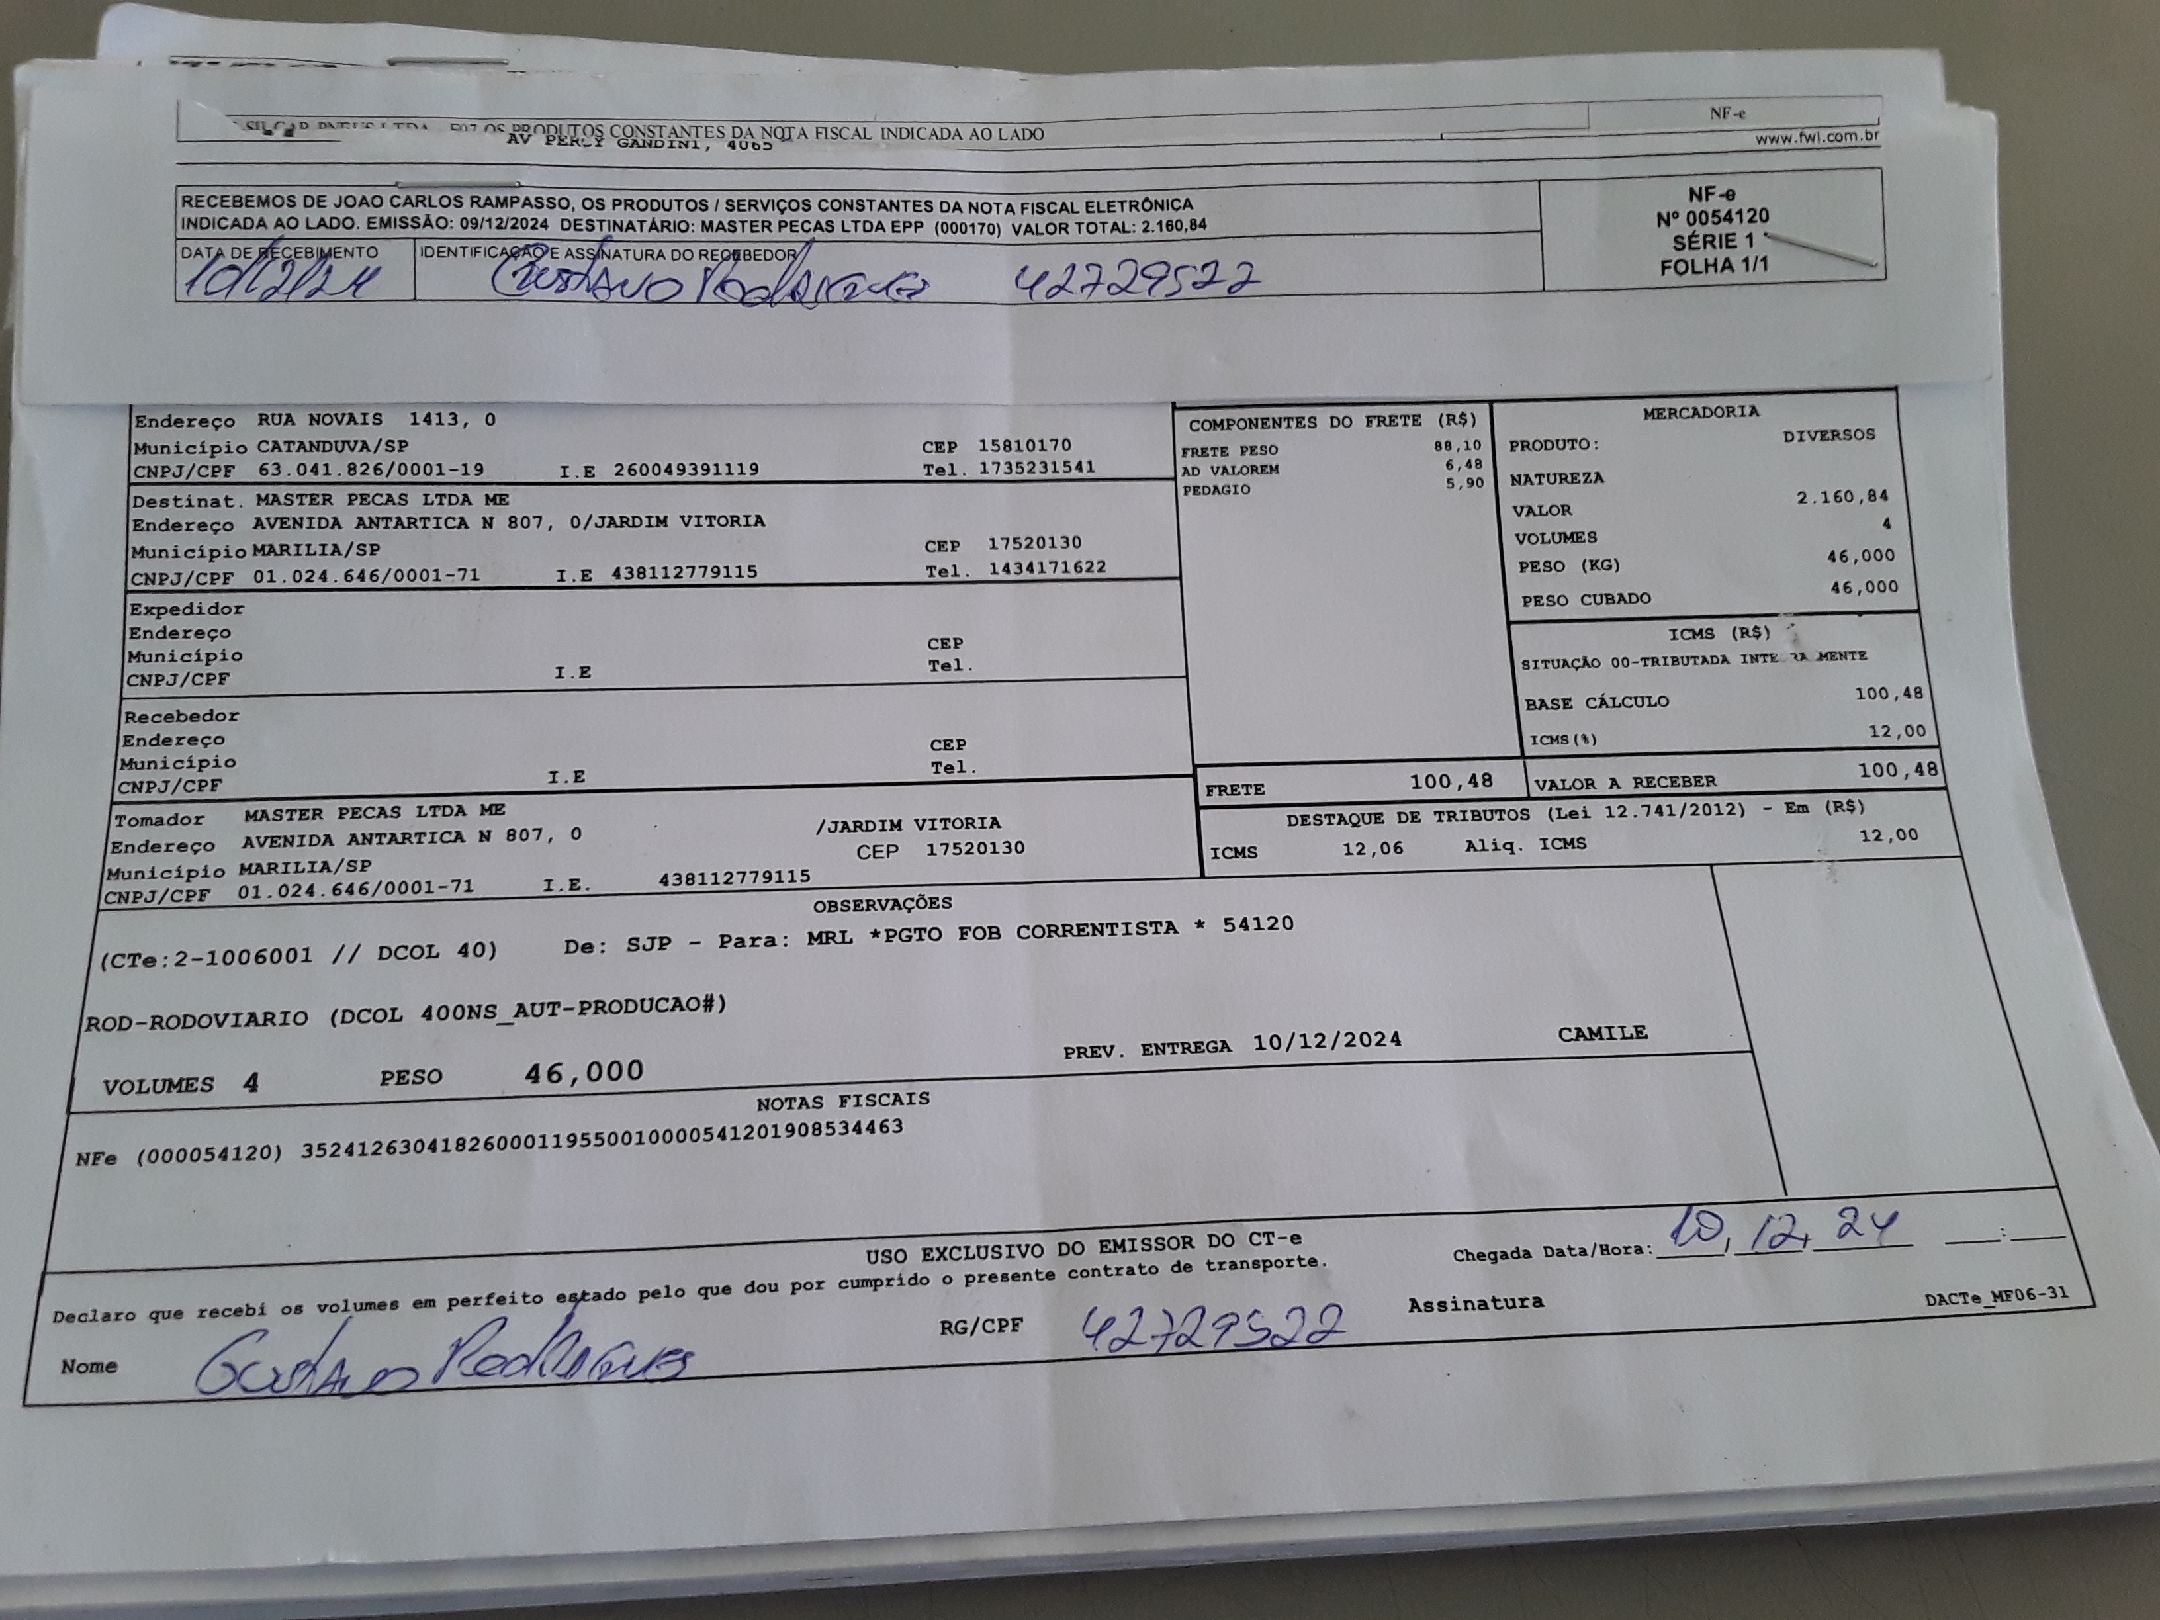 OS PRODUTOS CONSTANTES DA NOTA FISCAL INDICADA AO LADO
NF-e
AV PERCY GANDINI, 4065
www.fwl.com.br
RECEBEMOS DE JOAO CARLOS RAMPASSO, OS PRODUTOS / SERVIÇOS CONSTANTES DA NOTA FISCAL ELETRÔNICA
INDICADA AO LADO. EMISSÃO: 09/12/2024 DESTINATÁRIO: MASTER PECAS LTDA EPP (000170) VALOR TOTAL: 2.160,84
NF-e
Nº 0054120
SÉRIE 1
FOLHA 1/1
DATA DE RECEBIMENTO
10/12/24
IDENTIFICAÇÃO E ASSINATURA DO RECEBEDOR
Gustavo Rodrigues 42729522
Endereço RUA NOVAIS 1413, 0
Município CATANDUVA/SP CEP 15810170
CNPJ/CPF 63.041.826/0001-19 I.E 260049391119 Tel. 1735231541
Destinat. MASTER PECAS LTDA ME
Endereço AVENIDA ANTARTICA N 807, 0/JARDIM VITORIA
Município MARILIA/SP CEP 17520130
CNPJ/CPF 01.024.646/0001-71 I.E 438112779115 Tel. 1434171622
Expedidor
Endereço
Município CEP
CNPJ/CPF I.E Tel.
Recebedor
Endereço
Município CEP
CNPJ/CPF I.E Tel.
Tomador MASTER PECAS LTDA ME
Endereço AVENIDA ANTARTICA N 807, 0 /JARDIM VITORIA
Município MARILIA/SP CEP 17520130
CNPJ/CPF 01.024.646/0001-71 I.E. 438112779115
COMPONENTES DO FRETE (R$)
FRETE PESO 88,10
AD VALOREM 6,48
PEDAGIO 5,90
MERCADORIA
PRODUTO: DIVERSOS
NATUREZA
VALOR 2.160,84
VOLUMES 4
PESO (KG) 46,000
PESO CUBADO 46,000
ICMS (R$)
SITUAÇÃO 00-TRIBUTADA INTEGRALMENTE
BASE CÁLCULO 100,48
ICMS(%) 12,00
FRETE 100,48 VALOR A RECEBER 100,48
DESTAQUE DE TRIBUTOS (Lei 12.741/2012) - Em (R$)
ICMS 12,06 Aliq. ICMS 12,00
OBSERVAÇÕES
(CTe:2-1006001 // DCOL 40) De: SJP - Para: MRL *PGTO FOB CORRENTISTA * 54120
ROD-RODOVIARIO (DCOL 400NS_AUT-PRODUCAO#)
VOLUMES 4 PESO 46,000 PREV. ENTREGA 10/12/2024 CAMILE
NOTAS FISCAIS
NFe (000054120) 35241263041826000119550010000541201908534463
USO EXCLUSIVO DO EMISSOR DO CT-e
Chegada Data/Hora: 10, 12, 24 :
Declaro que recebi os volumes em perfeito estado pelo que dou por cumprido o presente contrato de transporte.
Nome Gustavo Rodrigues RG/CPF 42729522 Assinatura
DACTe_MF06-31